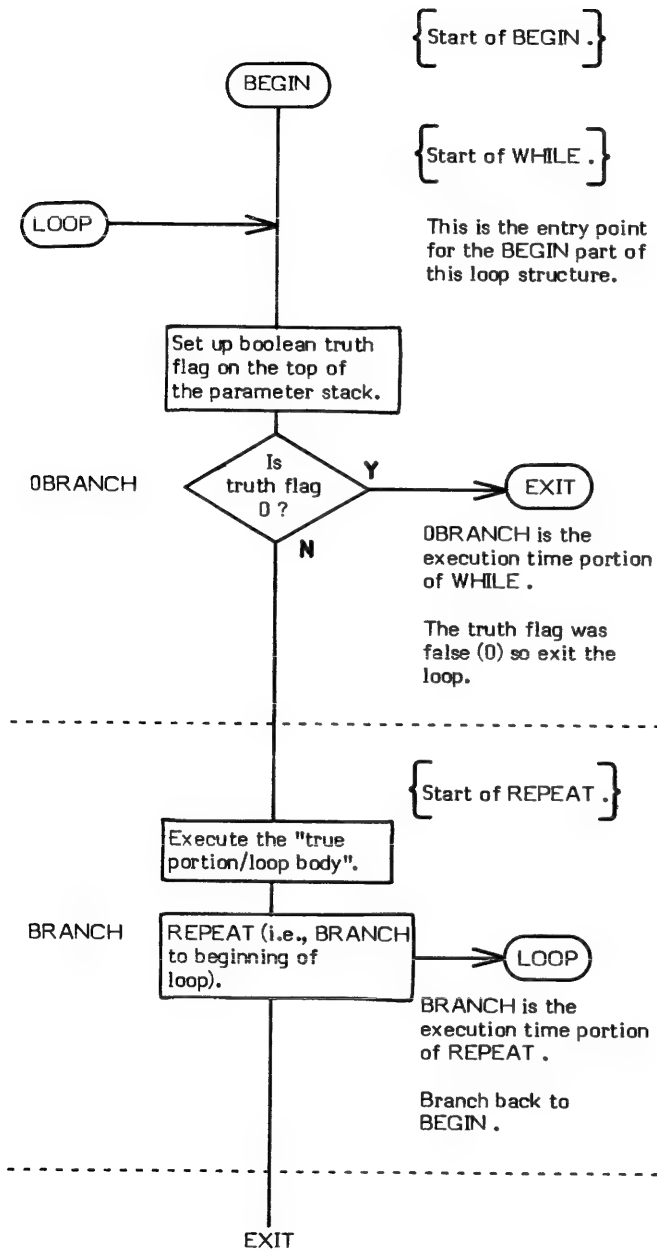 {Start of BEGIN .}
BEGIN
{Start of WHILE .}
LOOP
This is the entry point
for the BEGIN part of
this loop structure.
Set up boolean truth
flag on the top of
the parameter stack.
0BRANCH
Is
truth flag
0 ?
Y
EXIT
N
0BRANCH is the
execution time portion
of WHILE .
The truth flag was
false (0) so exit the
loop.
{Start of REPEAT .}
Execute the "true
portion/loop body".
BRANCH
REPEAT (i.e., BRANCH
to beginning of
loop).
LOOP
BRANCH is the
execution time portion
of REPEAT .
Branch back to
BEGIN .
EXIT